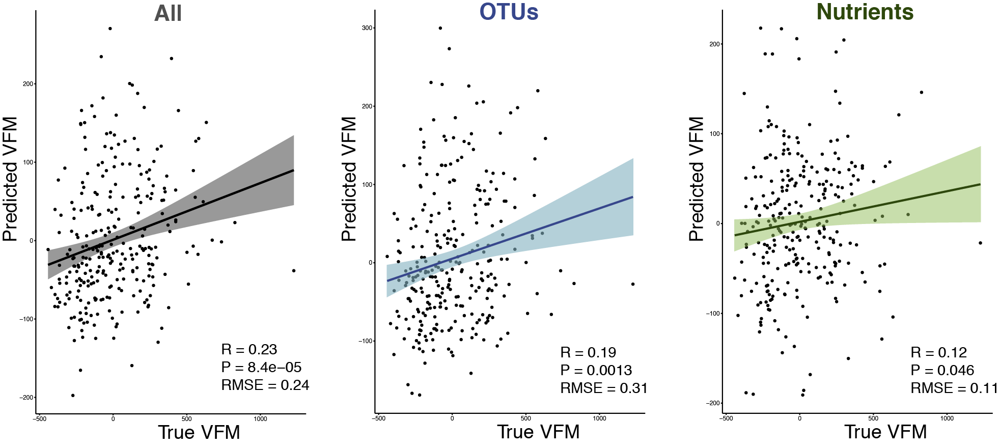 All
Predicted VFM
200
100
0
−100
−200
−500 0 500 1000
True VFM
R = 0.23
P = 8.4e−05
RMSE = 0.24
OTUs
Predicted VFM
300
200
100
0
−100
−500 0 500 1000
True VFM
R = 0.19
P = 0.0013
RMSE = 0.31
Nutrients
Predicted VFM
200
100
0
−100
−200
−500 0 500 1000
True VFM
R = 0.12
P = 0.046
RMSE = 0.11